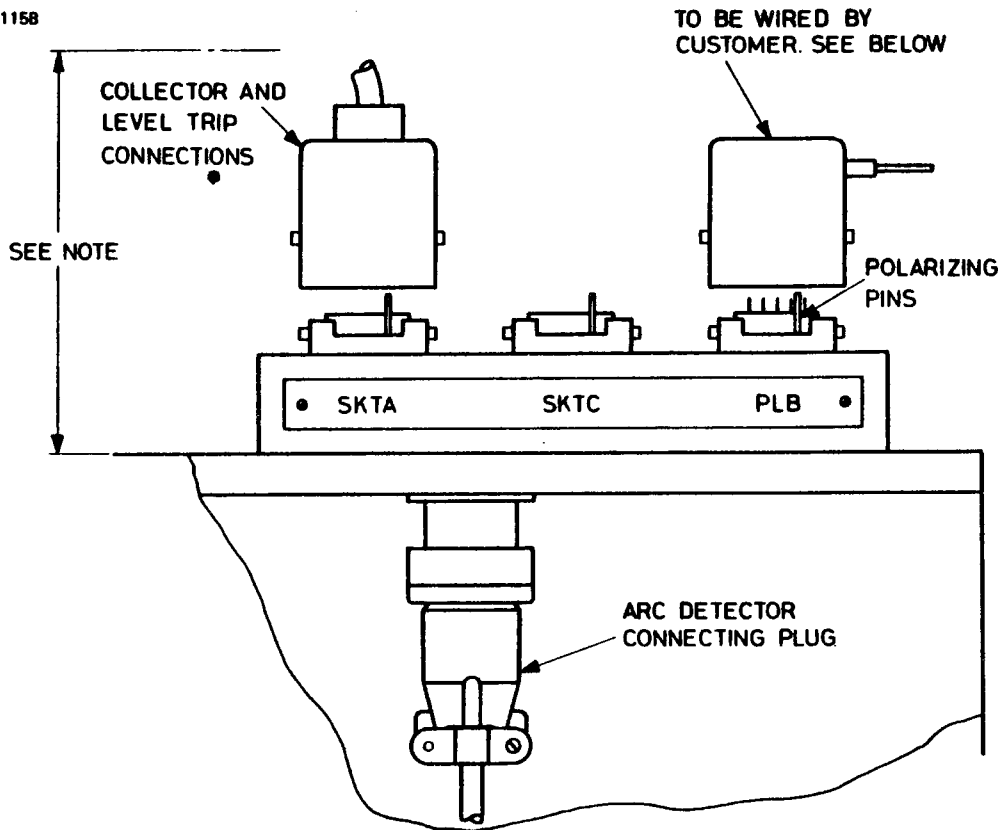 115B
TO BE WIRED BY
CUSTOMER. SEE BELOW
COLLECTOR AND
LEVEL TRIP
CONNECTIONS
SEE NOTE
POLARIZING
PINS
SKTA
SKTC
PLB
ARC DETECTOR
CONNECTING PLUG